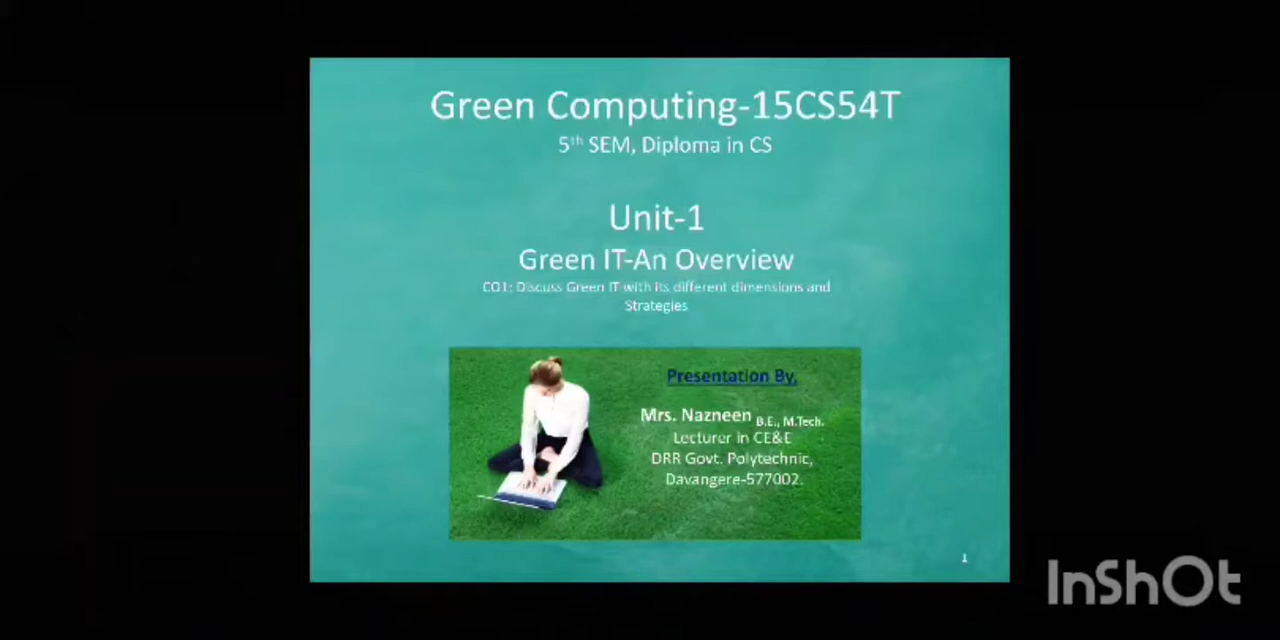 Green Computing-15CS54T
5th SEM, Diploma in CS
Unit-1
Green IT-An Overview
CO1: Discuss Green IT with its different dimensions and
Strategies
Presentation By,
Mrs. Nazneen B.E., M.Tech.
Lecturer in CE&E
DRR Govt. Polytechnic,
Davangere-577002.
1
InShOt